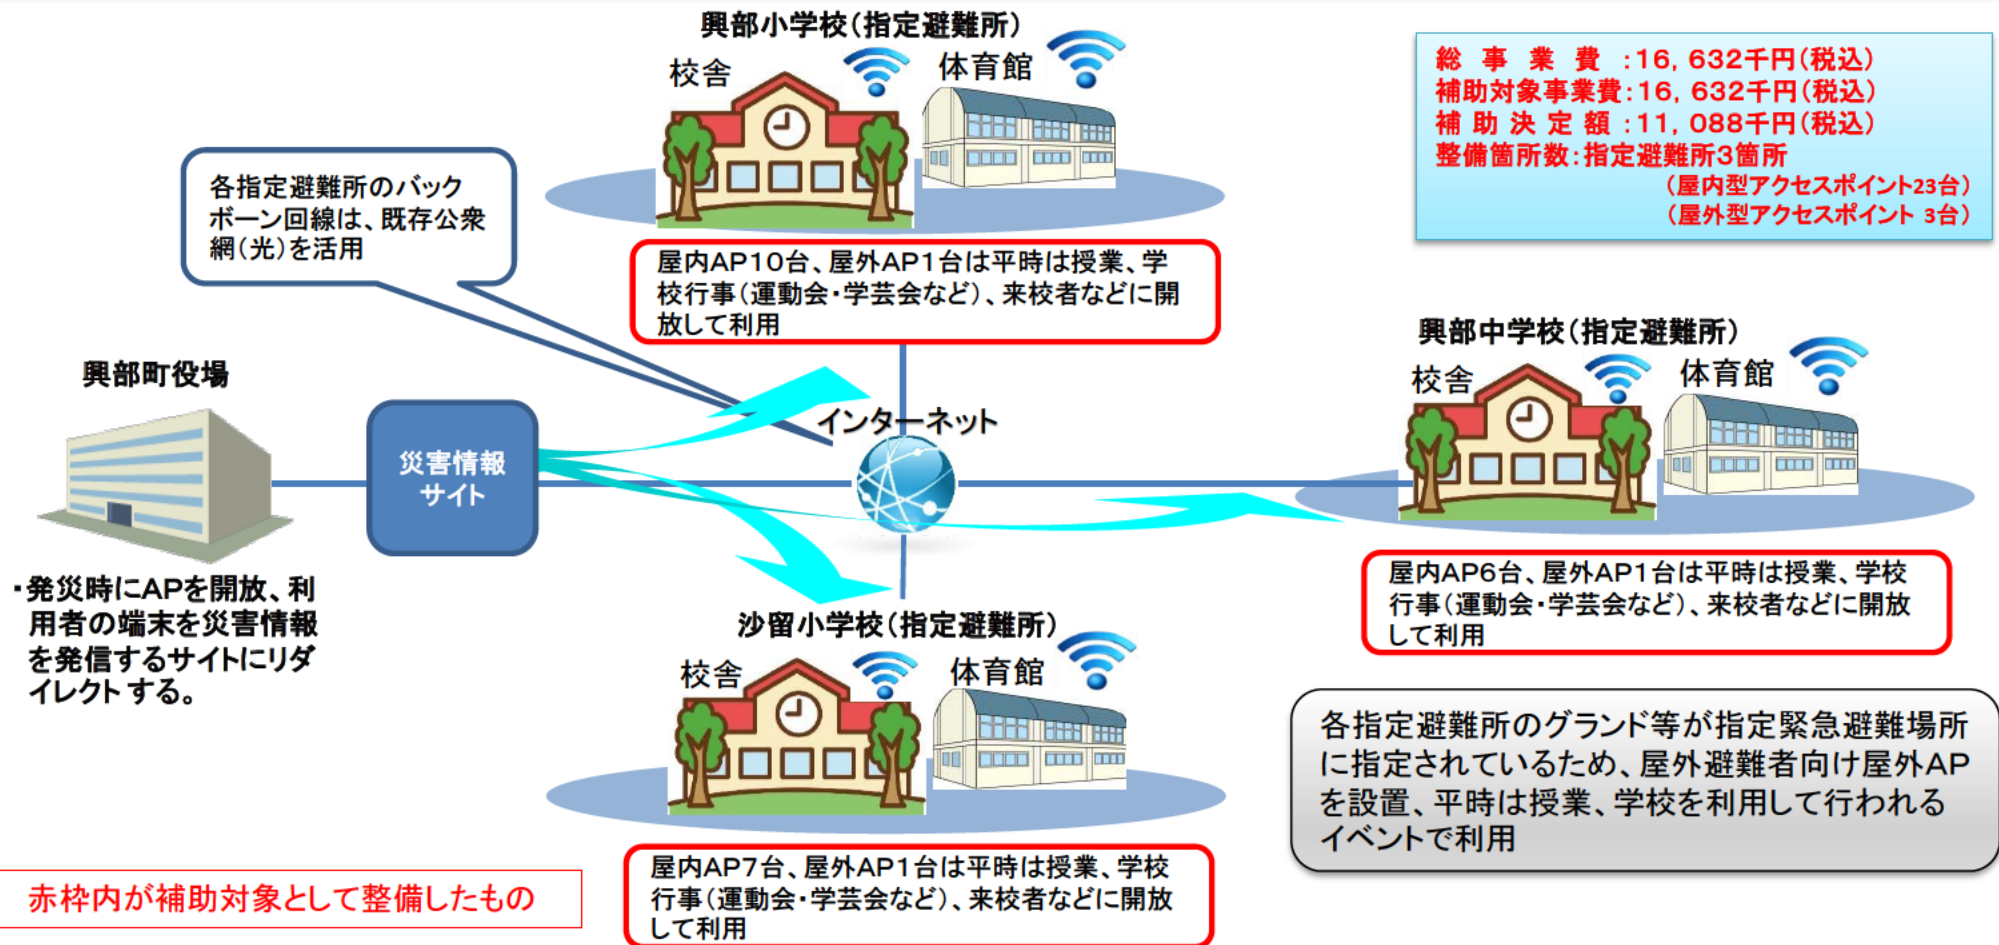 興部小学校(指定避難所)
校舎
体育館
総事業費:16,632千円(税込)
補助対象事業費:16,632千円(税込)
補助決定額:11,088千円(税込)
整備箇所数:指定避難所3箇所
(屋内型アクセスポイント23台)
(屋外型アクセスポイント 3台)
各指定避難所のバック
ボーン回線は、既存公衆
網(光)を活用
屋内AP10台、屋外AP1台は平時は授業、学
校行事(運動会・学芸会など)、来校者などに開
放して利用
興部中学校(指定避難所)
校舎
体育館
興部町役場
災害情報
サイト
インターネット
屋内AP6台、屋外AP1台は平時は授業、学校
行事(運動会・学芸会など)、来校者などに開放
して利用
・発災時にAPを開放、利
用者の端末を災害情報
を発信するサイトにリダ
イレクトする。
沙留小学校(指定避難所)
校舎
体育館
各指定避難所のグランド等が指定緊急避難場所
に指定されているため、屋外避難者向け屋外AP
を設置、平時は授業、学校を利用して行われる
イベントで利用
屋内AP7台、屋外AP1台は平時は授業、学校
行事(運動会・学芸会など)、来校者などに開放
して利用
赤枠内が補助対象として整備したもの